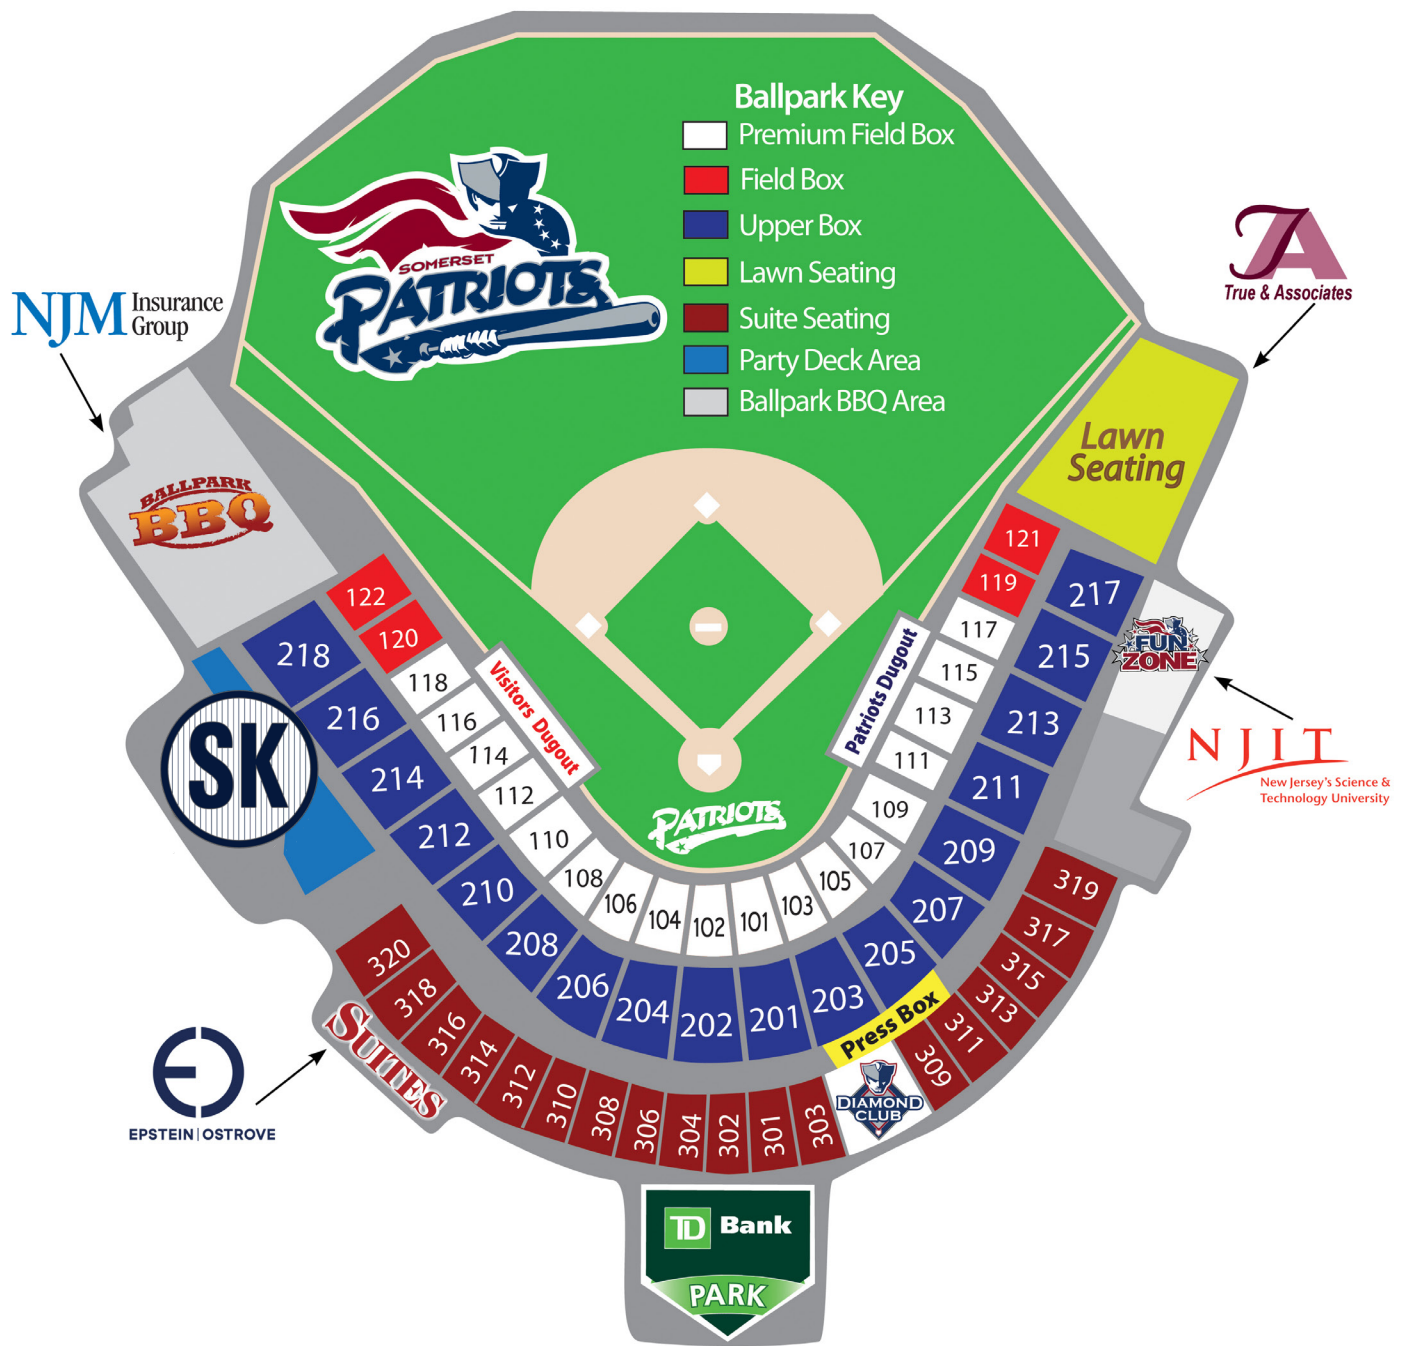 Ballpark Key
Premium Field Box
Field Box
Upper Box
Lawn Seating
Suite Seating
Party Deck Area
Ballpark BBQ Area
SOMERSET
PATRIOTS
TA
True & Associates
NJM Insurance
Group
Lawn
Seating
BALLPARK
BBQ
122
120
118
116
114
112
110
108
106
104
102
101
103
105
107
109
111
113
115
117
119
121
Visitors Dugout
Patriots Dugout
PATRIOTS
218
216
214
212
210
208
206
204
202
201
203
205
207
209
211
213
215
217
FUN
ZONE
NJIT
New Jersey's Science &
Technology University
SK
Press Box
DIAMOND
CLUB
320
318
316
314
312
310
308
306
304
302
301
303
309
311
313
315
317
319
SUITES
EPSTEIN | OSTROVE
TD Bank
PARK